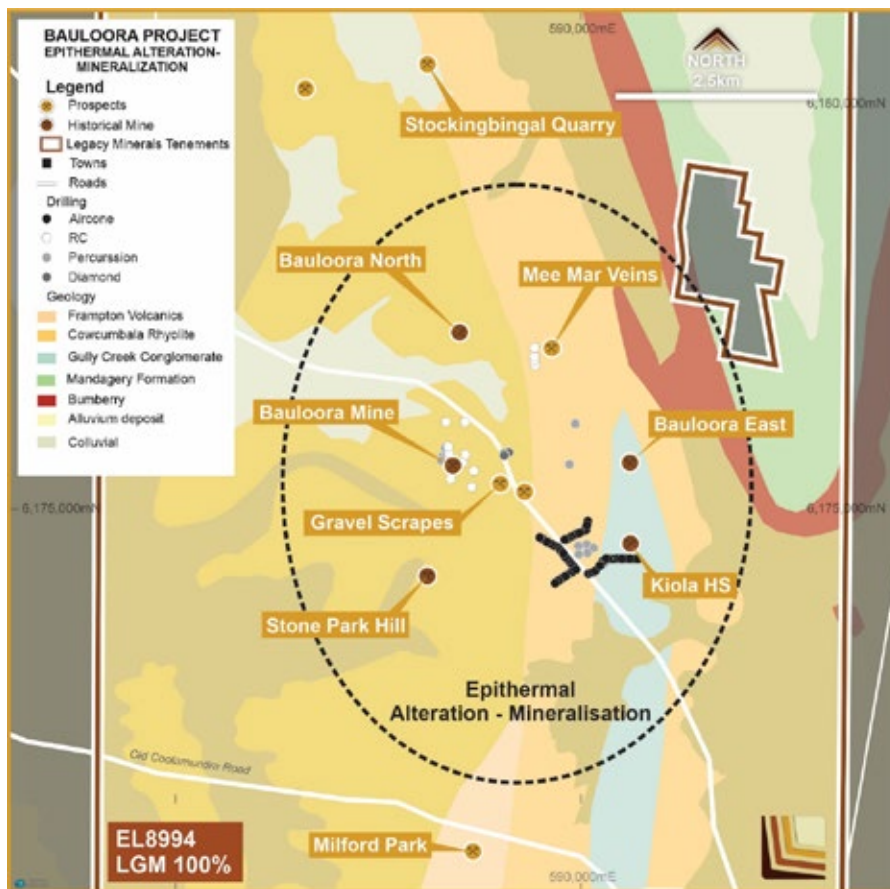 BAULOORA PROJECT
EPITHERMAL ALTERATION-
MINERALIZATION
Legend
Prospects
Historical Mine
Legacy Minerals Tenements
Towns
Roads
Drilling
Aircone
RC
Percurssion
Diamond
Geology
Frampton Volcanics
Cowcumbala Rhyolite
Gully Creek Conglomerate
Mandagery Formation
Bumberry
Alluvium deposit
Colluvial
590,000mE
NORTH
2.5km
6,180,000mN
Stockingbingal Quarry
Bauloora North
Mee Mar Veins
Bauloora Mine
Bauloora East
6,175,000mN
6,175,000mN
Gravel Scrapes
Kiola HS
Stone Park Hill
Epithermal
Alteration - Mineralisation
Old Cootamundra Road
EL8994
LGM 100%
Milford Park
590,000mE